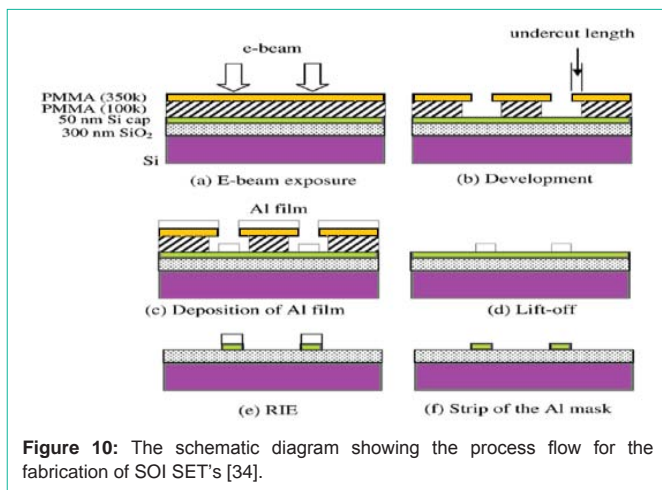 e-beam
undercut length
PMMA (350k)
PMMA (100k)
50 nm Si cap
300 nm SiO₂
Si
(a) E-beam exposure
(b) Development
Al film
(c) Deposition of Al film
(d) Lift-off
(e) RIE
(f) Strip of the Al mask
Figure 10: The schematic diagram showing the process flow for the
fabrication of SOI SET's [34].